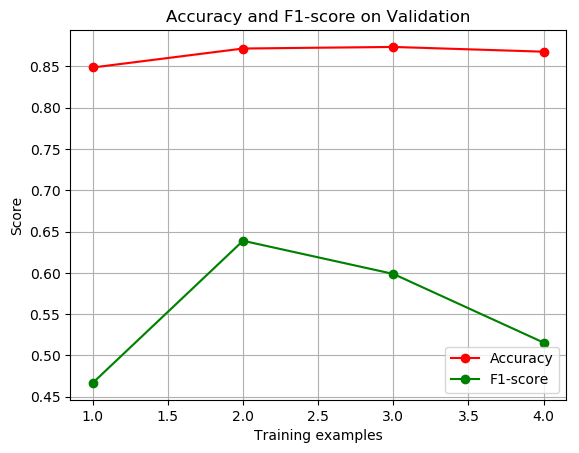 Accuracy and F1-score on Validation
0.85
0.80
0.75
0.70
0.65
0.60
0.55
0.50
0.45
Score
1.0 1.5 2.0 2.5 3.0 3.5 4.0
Training examples
Accuracy
F1-score